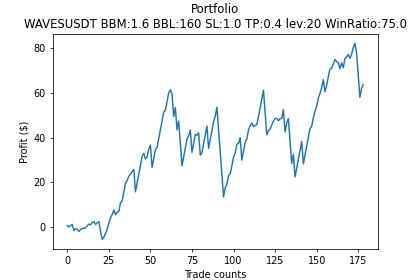 Portfolio
WAVESUSDT BBM:1.6 BBL:160 SL:1.0 TP:0.4 lev:20 WinRatio:75.0
80
60
40
20
0
Profit ($)
0 25 50 75 100 125 150 175
Trade counts